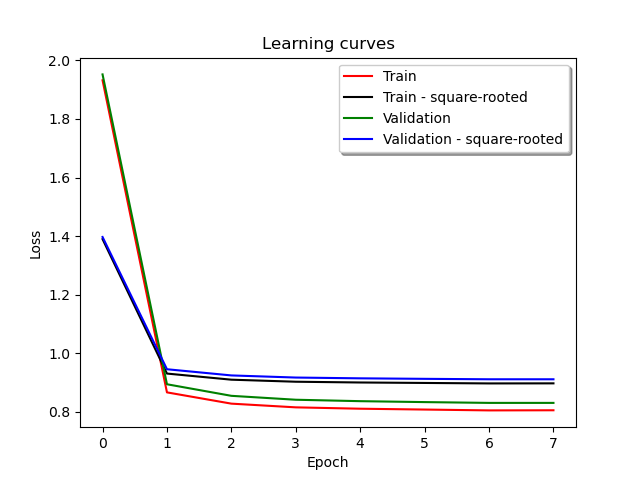 Learning curves
2.0
1.8
1.6
1.4
1.2
1.0
0.8
Loss
Train
Train - square-rooted
Validation
Validation - square-rooted
0 1 2 3 4 5 6 7
Epoch